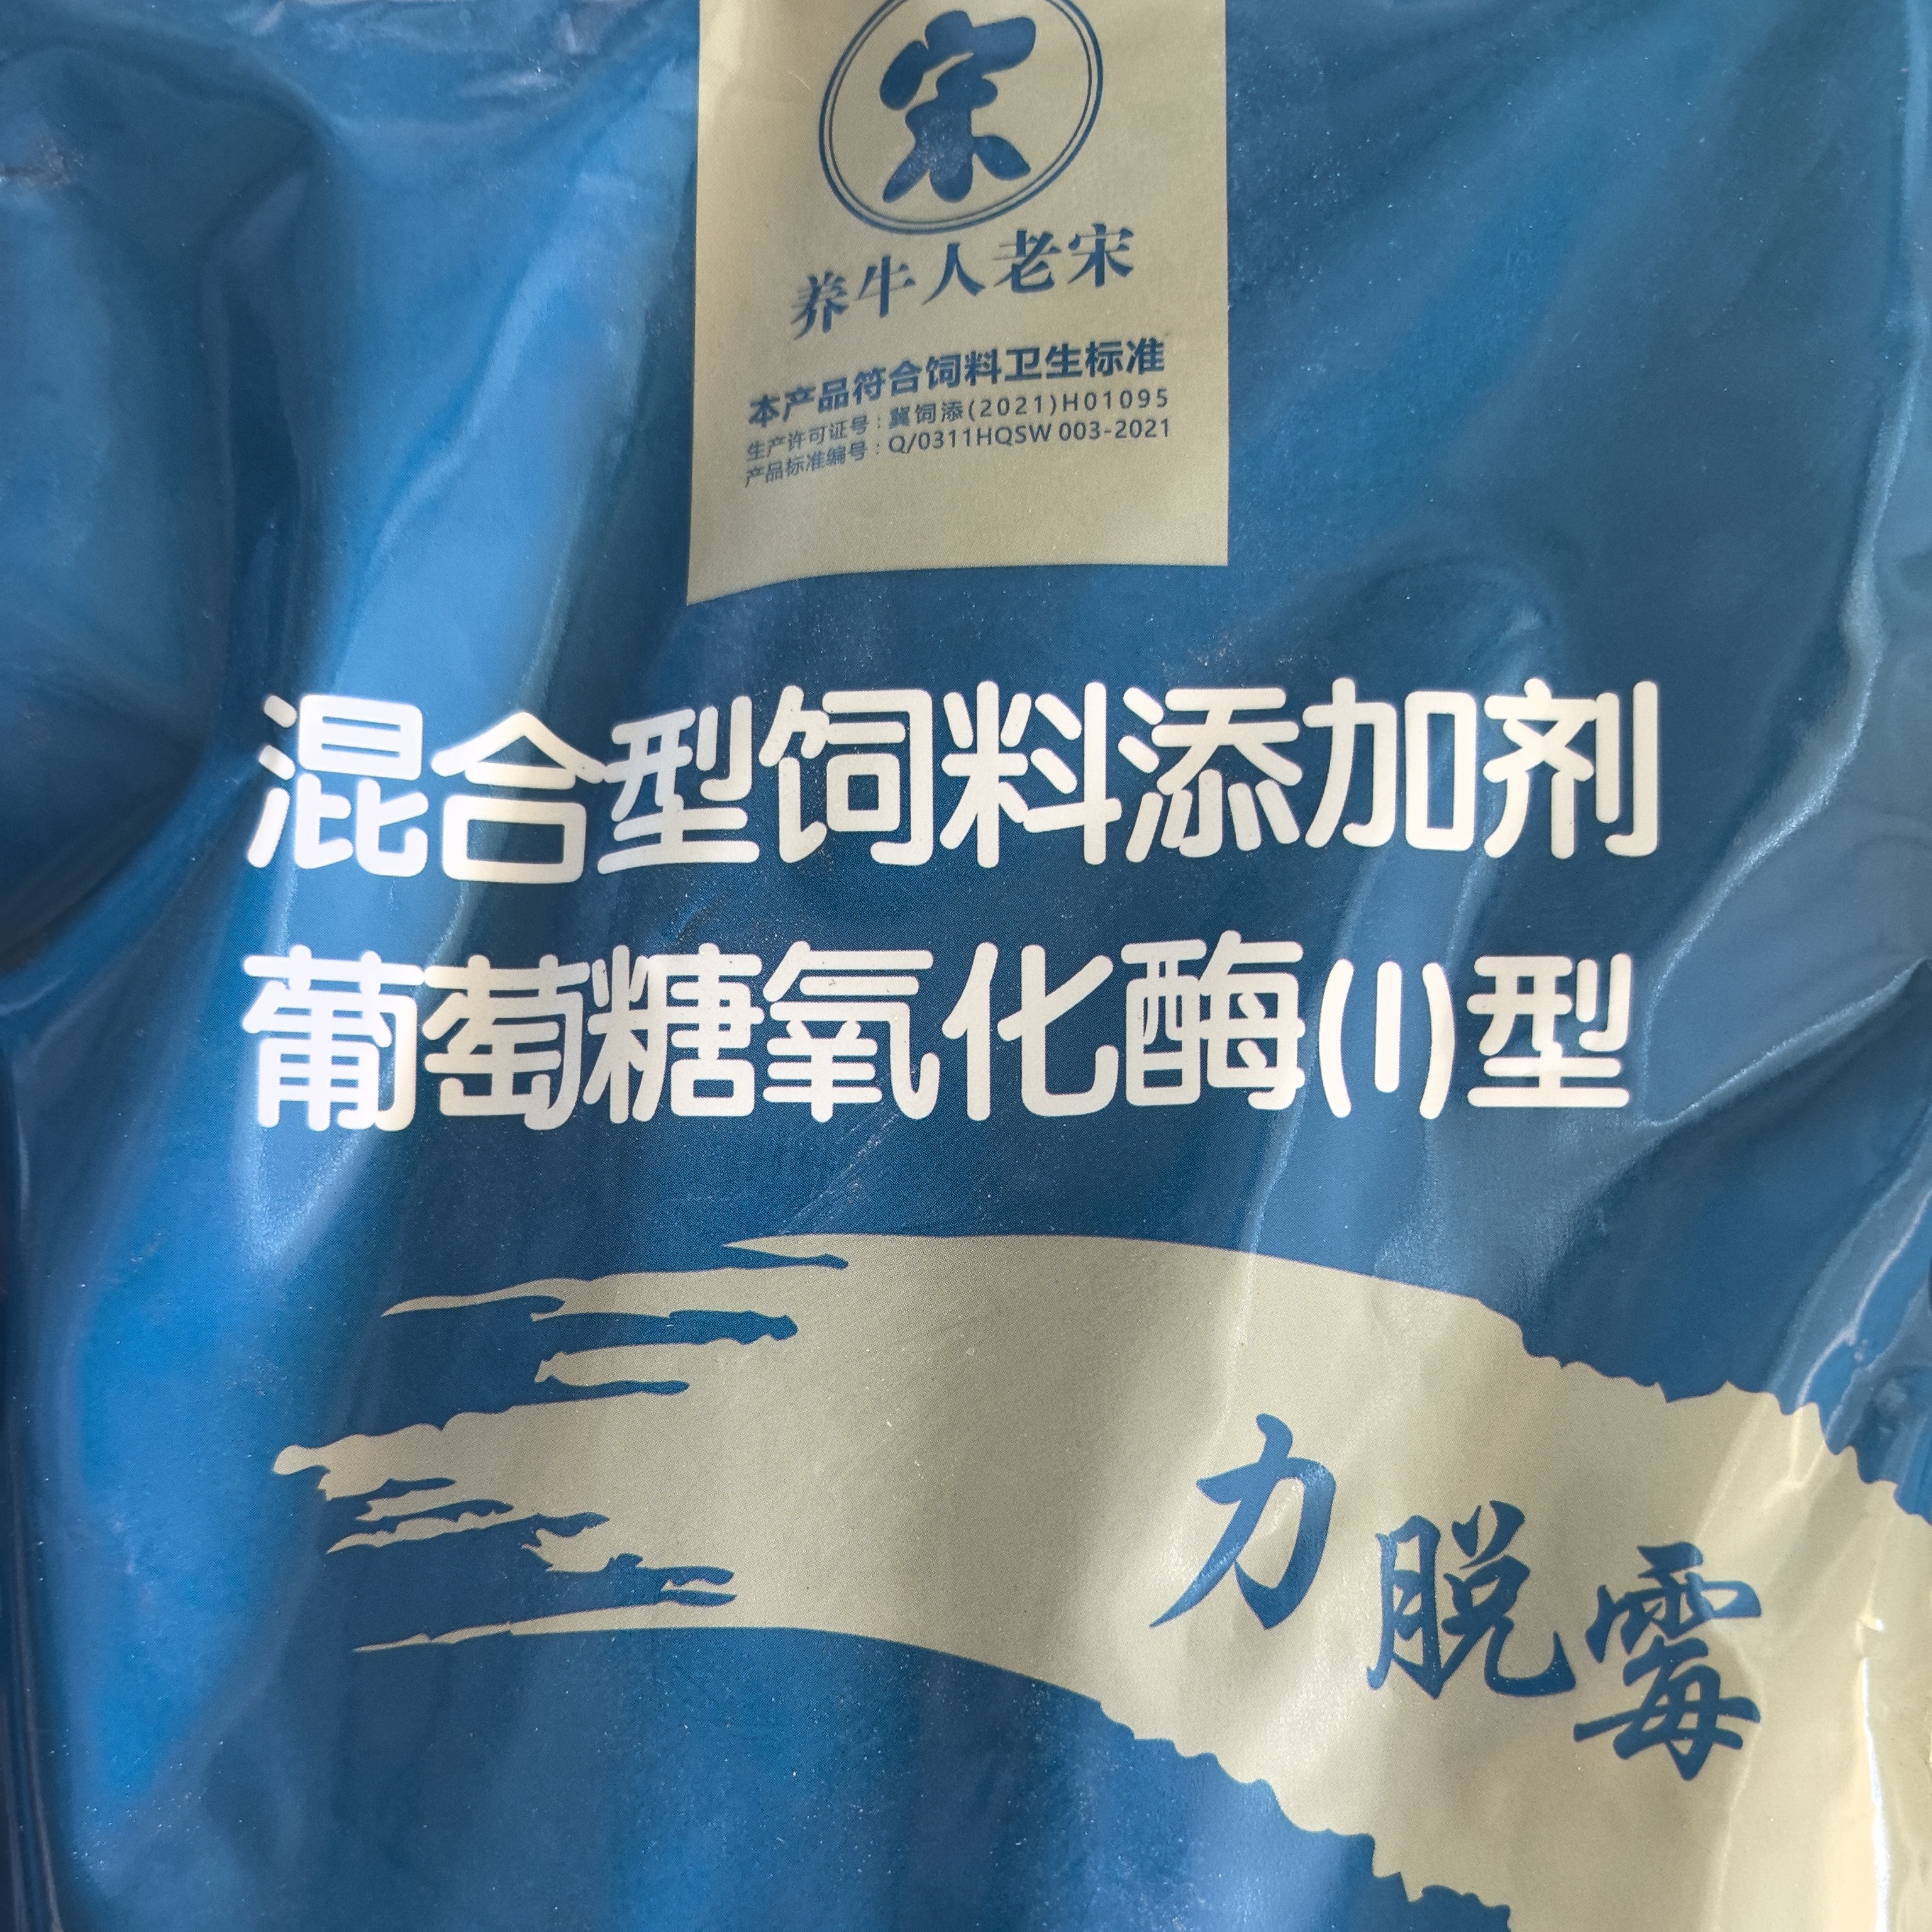 宋
养牛人老宋
本产品符合饲料卫生标准
生产许可证号：冀饲添(2021)H01095
产品标准编号：Q/0311HQSW 003-2021
混合型饲料添加剂
葡萄糖氧化酶(I)型
力脱霉